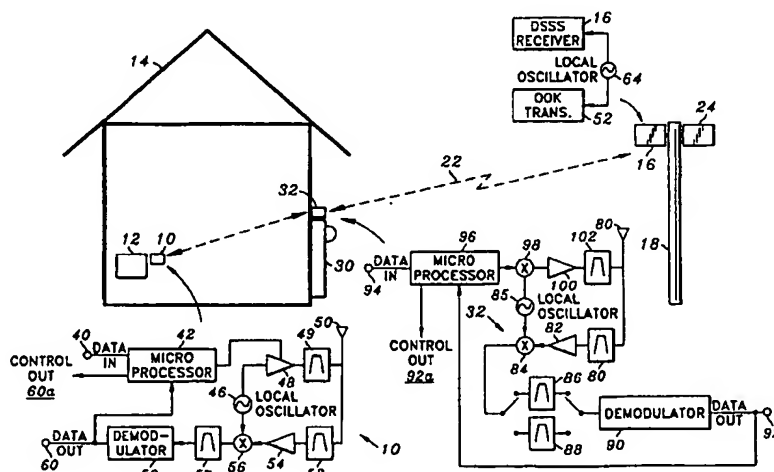 DSSS
RECEIVER
16
LOCAL
OSCILLATOR
64
OOK
TRANS.
52
24
16
18
14
22
32
12
10
30
96
DATA
IN
94
MICRO
PROCESSOR
98
100
102
80
85
LOCAL
OSCILLATOR
32
82
84
80
CONTROL
OUT
92a
86
88
DEMODULATOR
90
DATA
OUT
40
DATA
IN
42
MICRO
PROCESSOR
CONTROL
OUT
60a
48
49
50
46
LOCAL
OSCILLATOR
60
DATA
OUT
DEMOD-
ULATOR
56
54
10